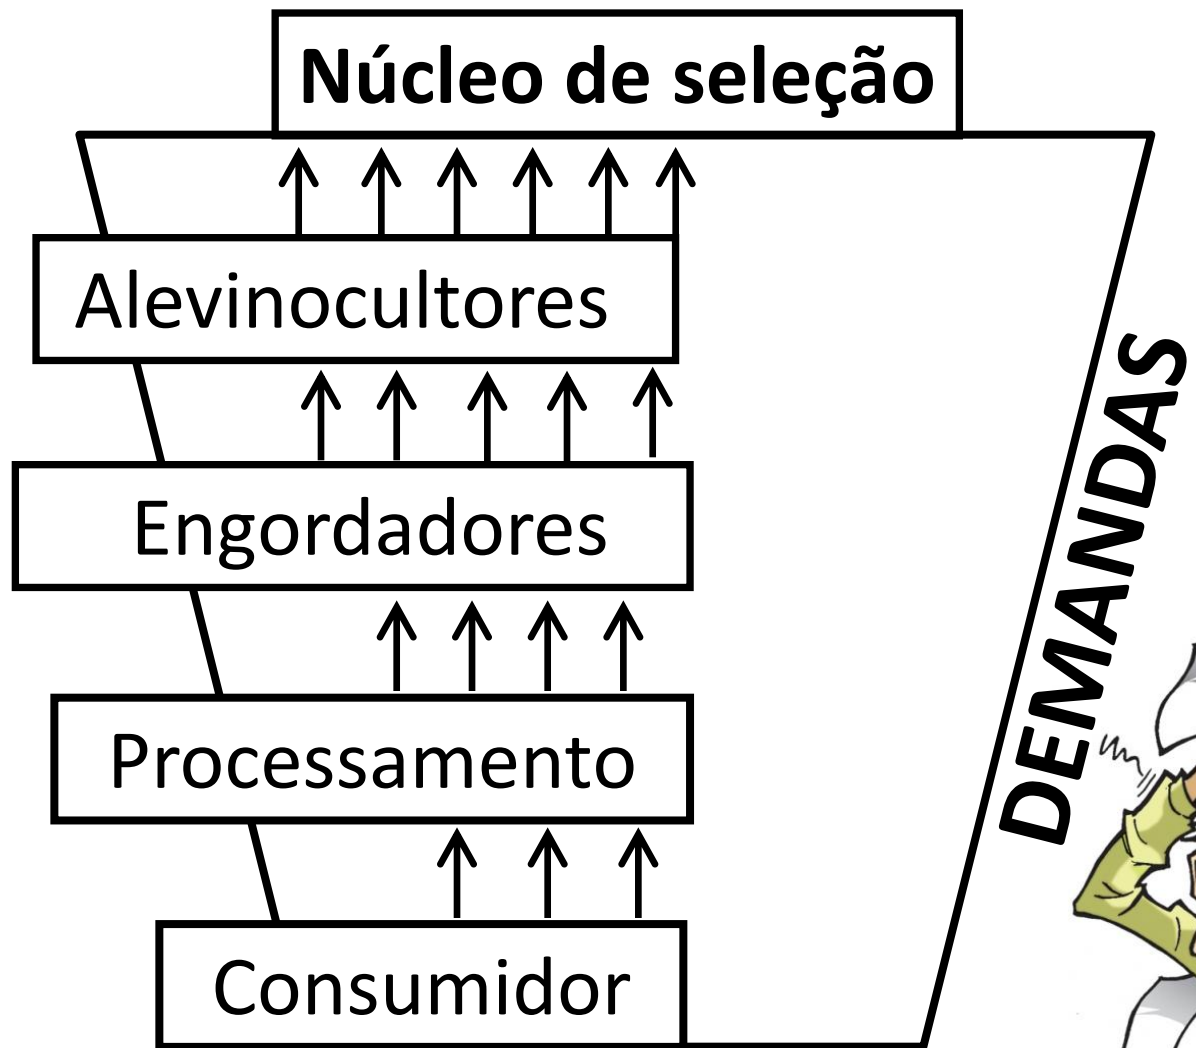 Núcleo de seleção
Alevinocultores
Engordadores
Processamento
Consumidor
DEMANDAS